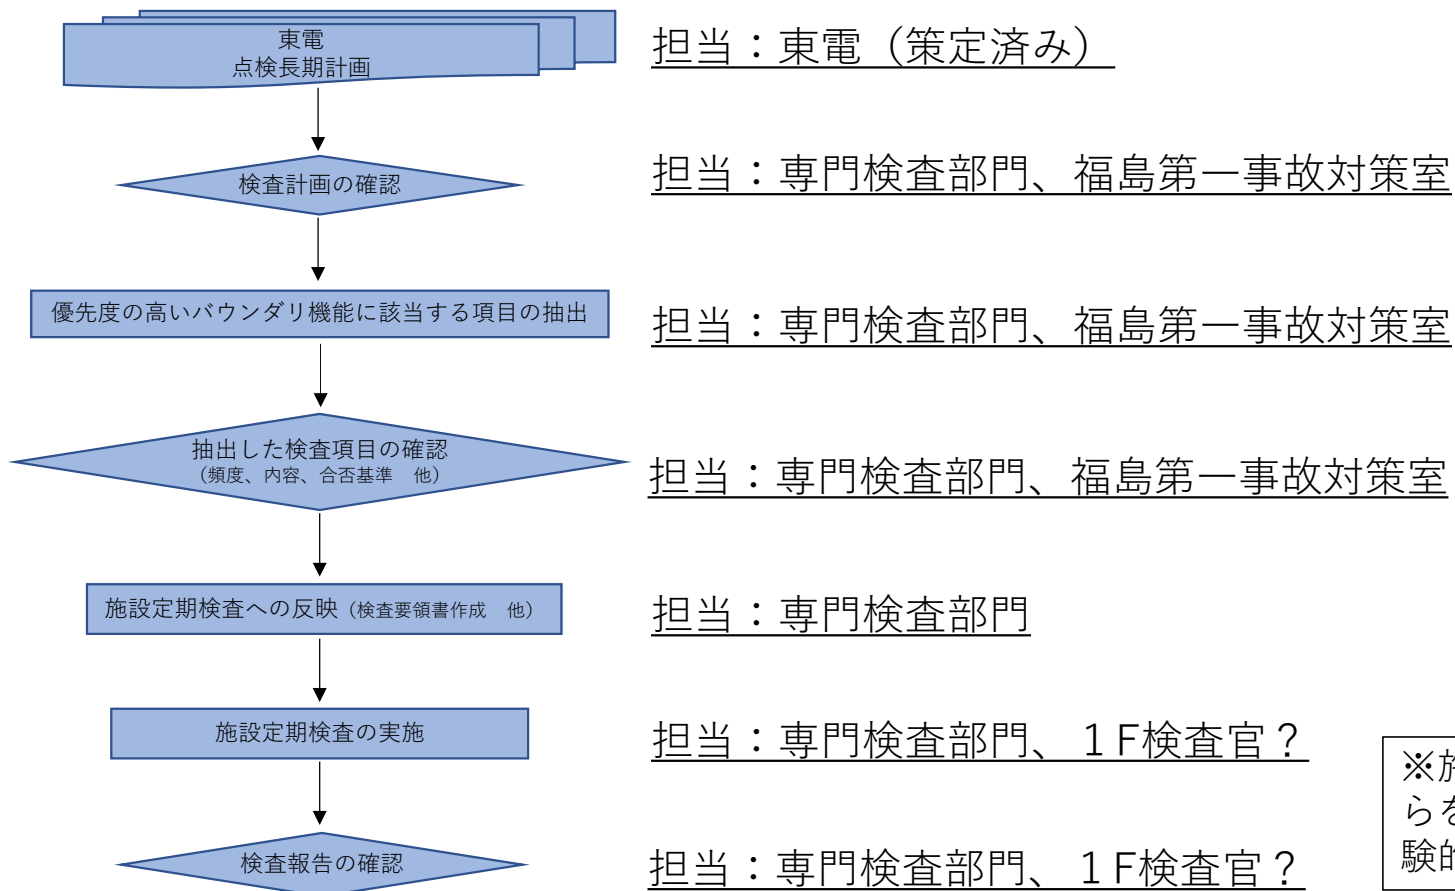 東電
点検長期計画
担当：東電（策定済み）
検査計画の確認
担当：専門検査部門、福島第一事故対策室
優先度の高いバウンダリ機能に該当する項目の抽出
担当：専門検査部門、福島第一事故対策室
抽出した検査項目の確認
（頻度、内容、合否基準　他）
担当：専門検査部門、福島第一事故対策室
施設定期検査への反映（検査要領書作成　他）
担当：専門検査部門
施設定期検査の実施
担当：専門検査部門、１F検査官？
※施
らを
験的
検査報告の確認
担当：専門検査部門、１F検査官？